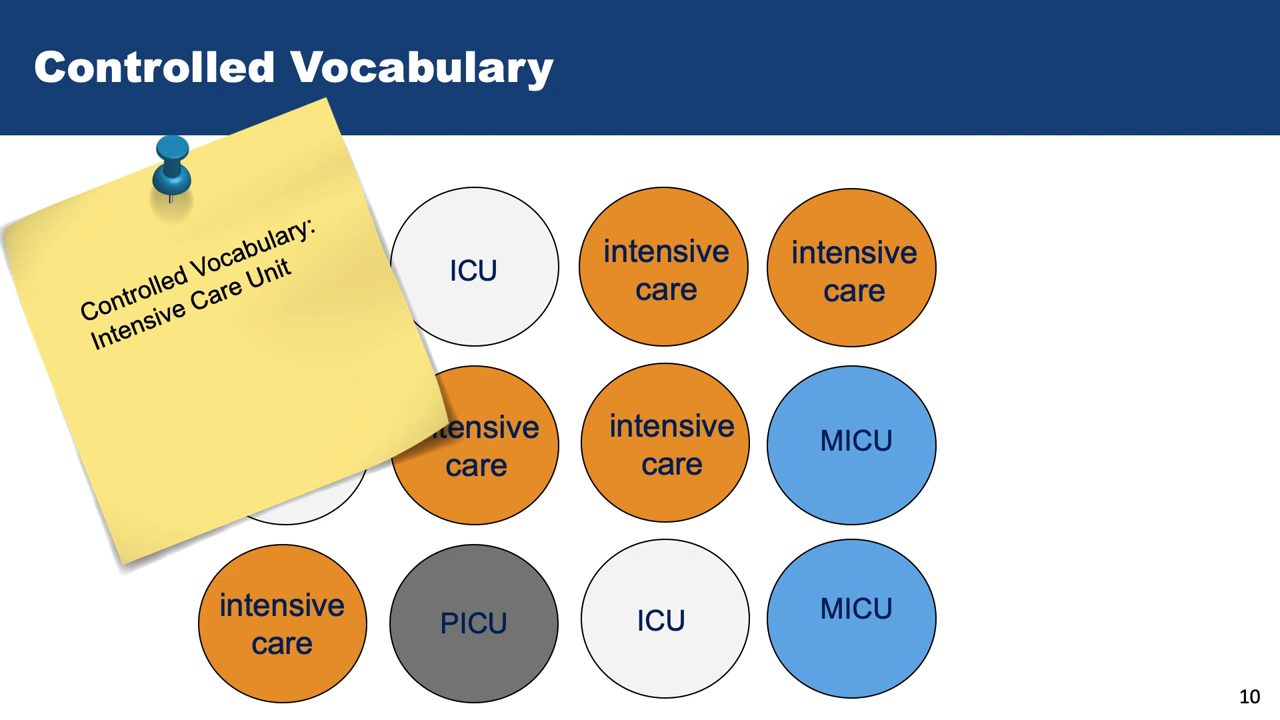 Controlled Vocabulary
Controlled Vocabulary:
Intensive Care Unit
ICU
intensive
care
intensive
care
care
intensive
care
MICU
intensive
care
PICU
ICU
MICU
10